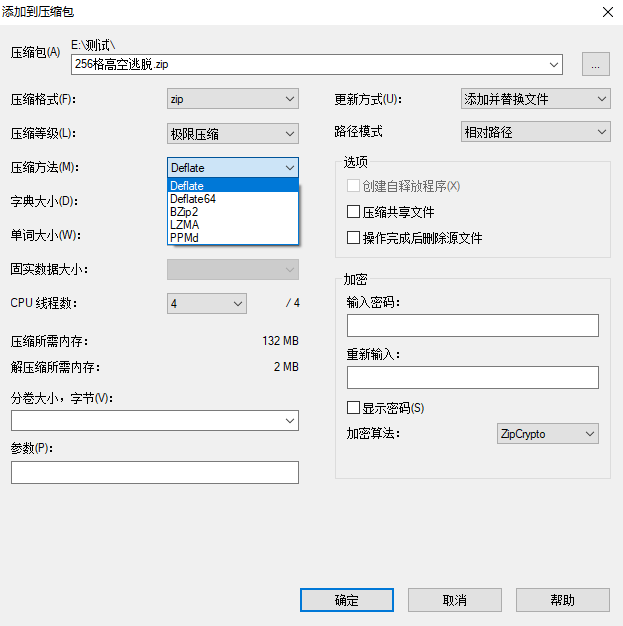 添加到压缩包
压缩包(A)
E:\测试\
256格高空逃脱.zip
...
压缩格式(F):
zip
更新方式(U):
添加并替换文件
压缩等级(L):
极限压缩
路径模式
相对路径
压缩方法(M):
Deflate
Deflate
Deflate64
BZip2
LZMA
PPMd
字典大小(D):
单词大小(W):
固实数据大小:
CPU 线程数:
4
/ 4
压缩所需内存:
132 MB
解压缩所需内存:
2 MB
分卷大小，字节(V):
参数(P):
选项
创建自释放程序(X)
压缩共享文件
操作完成后删除源文件
加密
输入密码:
重新输入:
显示密码(S)
加密算法:
ZipCrypto
确定
取消
帮助